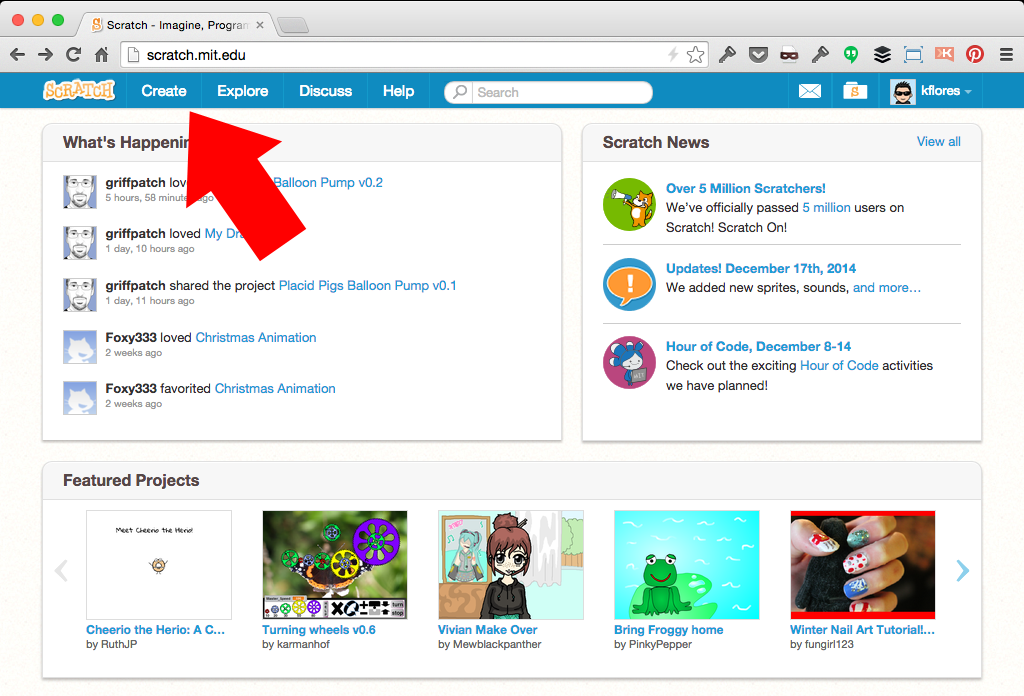 Scratch - Imagine, Program
scratch.mit.edu
SCRATCH Create Explore Discuss Help Search kflores
What's Happenin
griffpatch lov Balloon Pump v0.2
5 hours, 58 minutes ago
griffpatch loved My Dra
1 day, 10 hours ago
griffpatch shared the project Placid Pigs Balloon Pump v0.1
1 day, 11 hours ago
Foxy333 loved Christmas Animation
2 weeks ago
Foxy333 favorited Christmas Animation
2 weeks ago
Scratch News View all
Over 5 Million Scratchers!
We've officially passed 5 million users on
Scratch! Scratch On!
Updates! December 17th, 2014
We added new sprites, sounds, and more…
Hour of Code, December 8-14
Check out the exciting Hour of Code activities
we have planned!
Featured Projects
Meet Cheerio the Herio!
turn
stop
Cheerio the Herio: A C...
by RuthJP
Turning wheels v0.6
by karmanhof
Vivian Make Over
by Mewblackpanther
Bring Froggy home
by PinkyPepper
Winter Nail Art Tutorial!...
by fungirl123